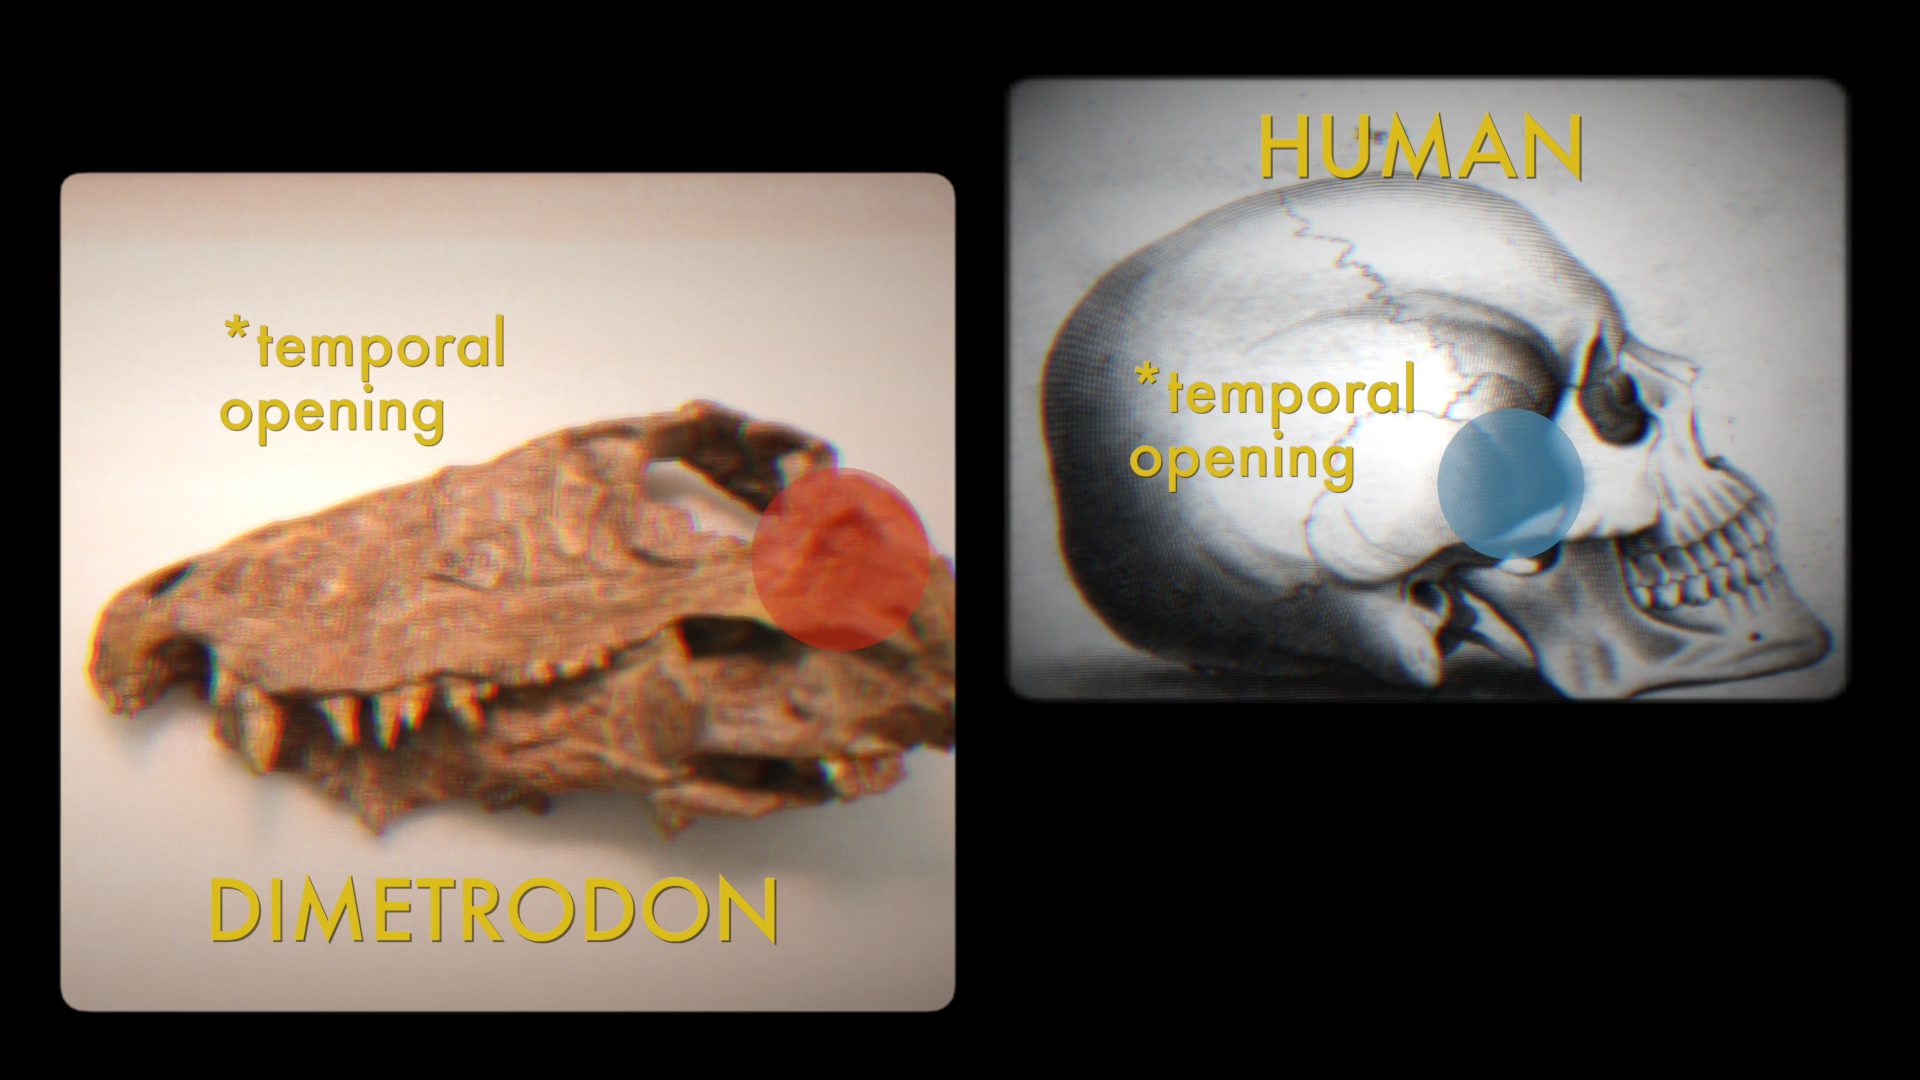 *temporal
opening
DIMETRODON
HUMAN
*temporal
opening